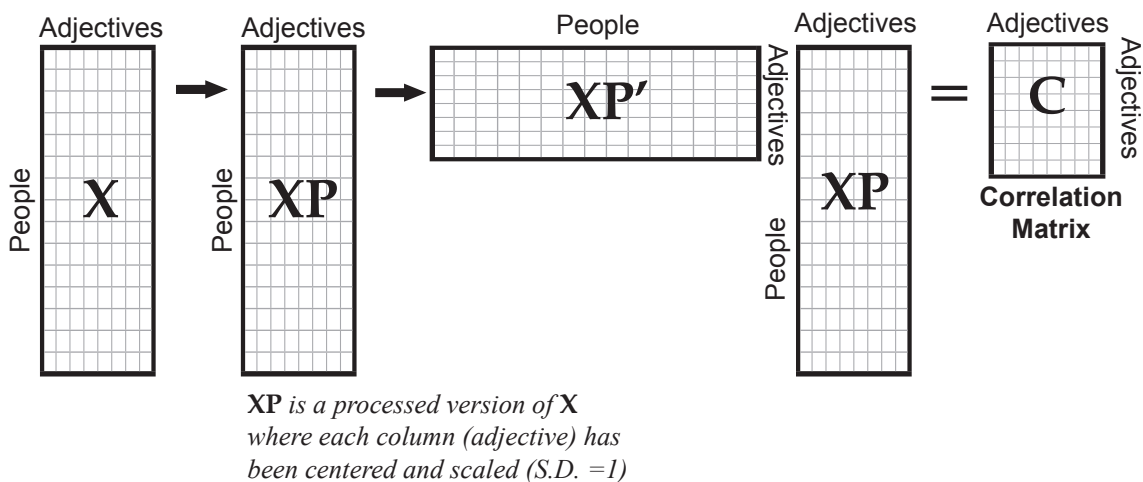 Adjectives
People
X
Adjectives
People
XP
People
XP′
Adjectives
Adjectives
People
XP
=
Adjectives
C
Adjectives
Correlation
Matrix
XP is a processed version of X
where each column (adjective) has
been centered and scaled (S.D. =1)